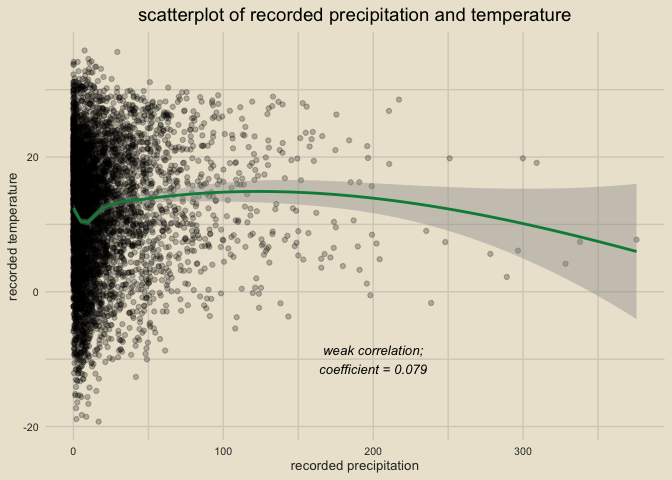 scatterplot of recorded precipitation and temperature
recorded temperature
20
0
-20
weak correlation;
coefficient = 0.079
0
100
200
300
recorded precipitation